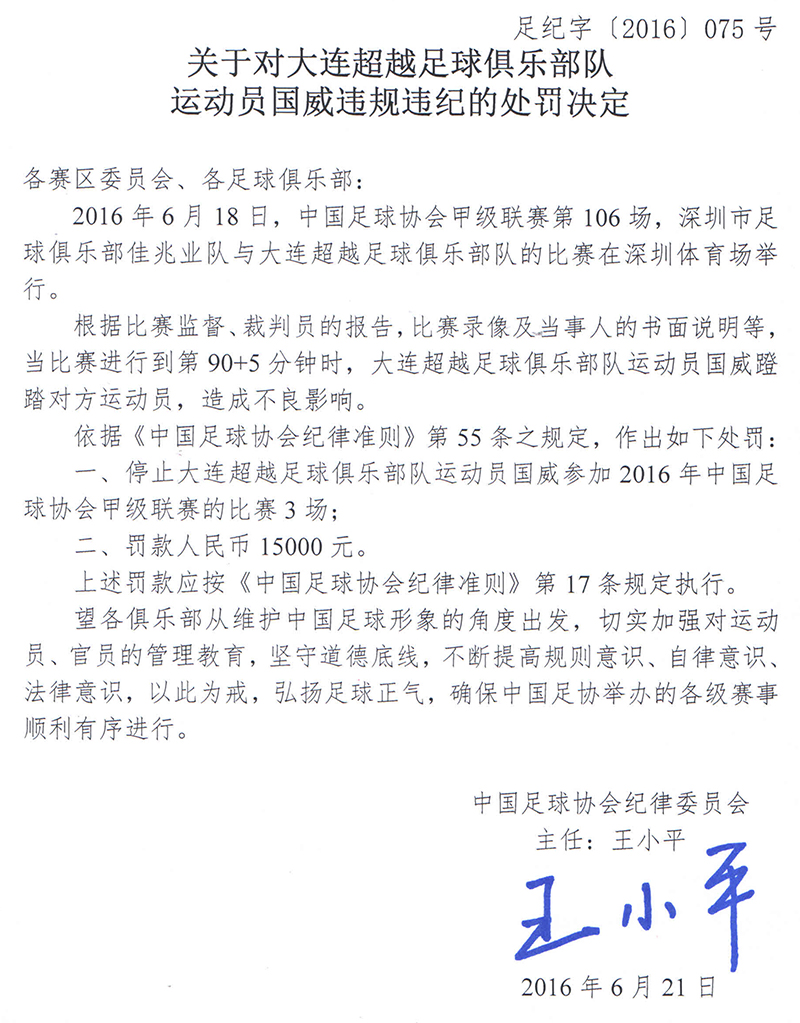 足纪字〔2016〕075 号
关于对大连超越足球俱乐部队
运动员国威违规违纪的处罚决定
各赛区委员会、各足球俱乐部：
2016 年 6 月 18 日，中国足球协会甲级联赛第 106 场，深圳市足
球俱乐部佳兆业队与大连超越足球俱乐部队的比赛在深圳体育场举
行。
根据比赛监督、裁判员的报告，比赛录像及当事人的书面说明等，
当比赛进行到第 90+5 分钟时，大连超越足球俱乐部队运动员国威蹬
踏对方运动员，造成不良影响。
依据《中国足球协会纪律准则》第 55 条之规定，作出如下处罚：
一、停止大连超越足球俱乐部队运动员国威参加 2016 年中国足
球协会甲级联赛的比赛 3 场；
二、罚款人民币 15000 元。
上述罚款应按《中国足球协会纪律准则》第 17 条规定执行。
望各俱乐部从维护中国足球形象的角度出发，切实加强对运动
员、官员的管理教育，坚守道德底线，不断提高规则意识、自律意识、
法律意识，以此为戒，弘扬足球正气，确保中国足协举办的各级赛事
顺利有序进行。
中国足球协会纪律委员会
主任：王小平
王小平
2016 年 6 月 21 日